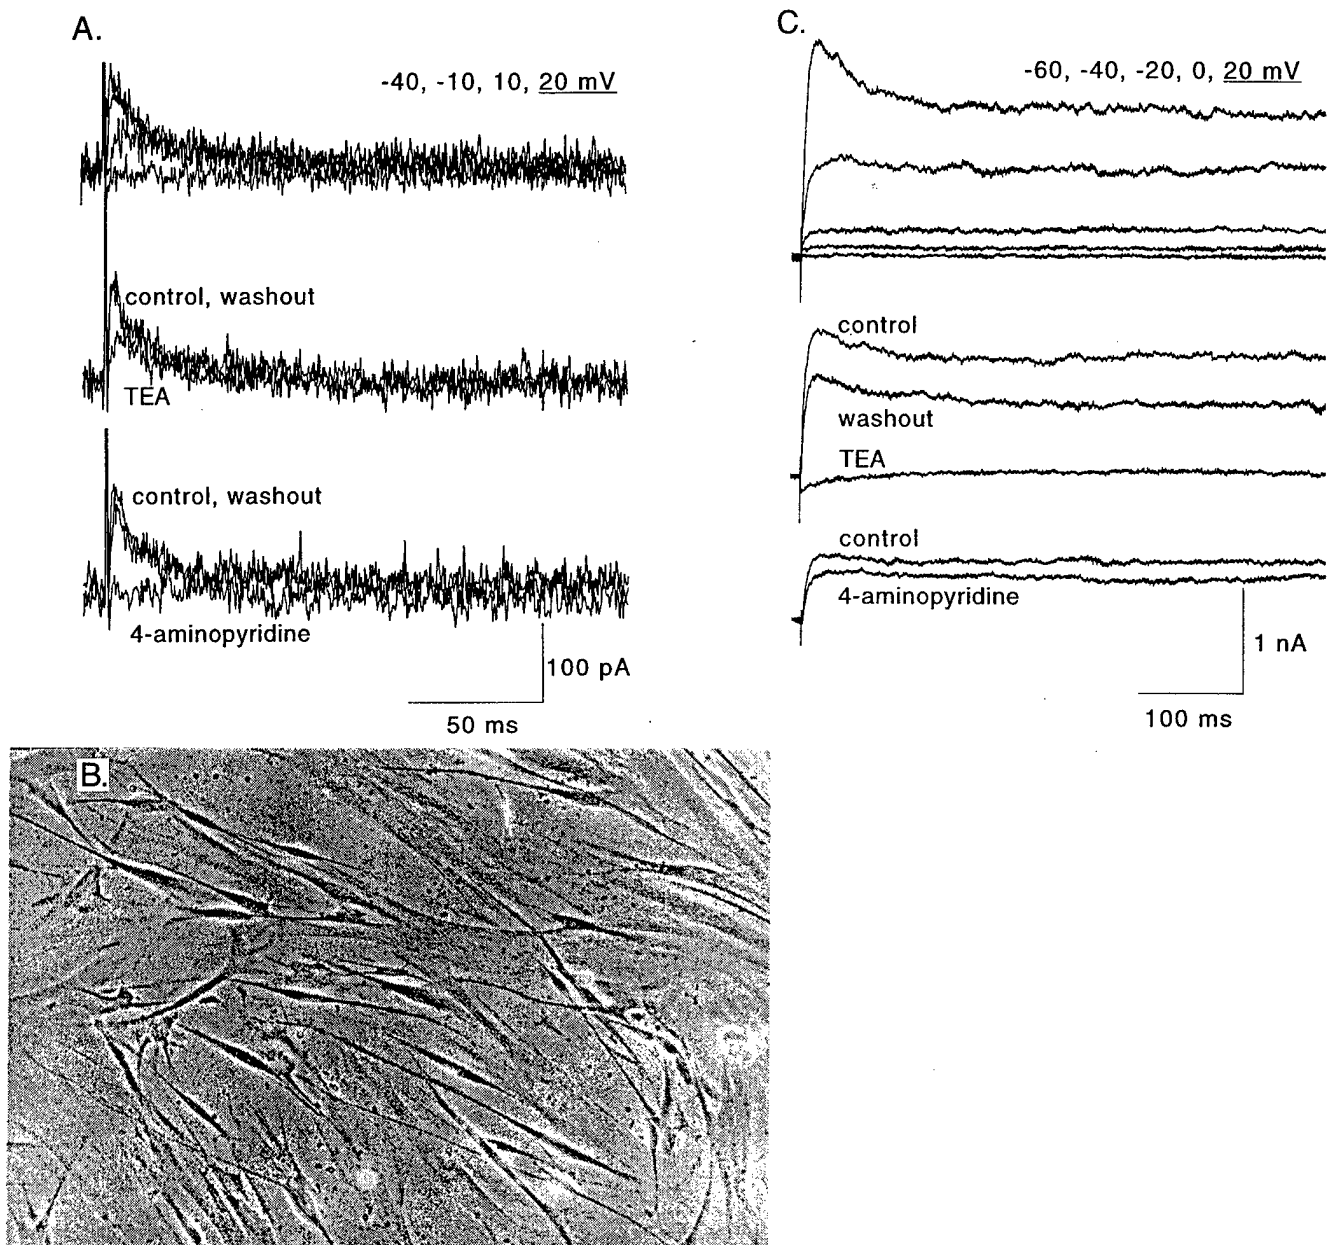 A.
-40, -10, 10, 20 mV
control, washout
TEA
control, washout
4-aminopyridine
100 pA
50 ms
B.
C.
-60, -40, -20, 0, 20 mV
control
washout
TEA
control
4-aminopyridine
1 nA
100 ms